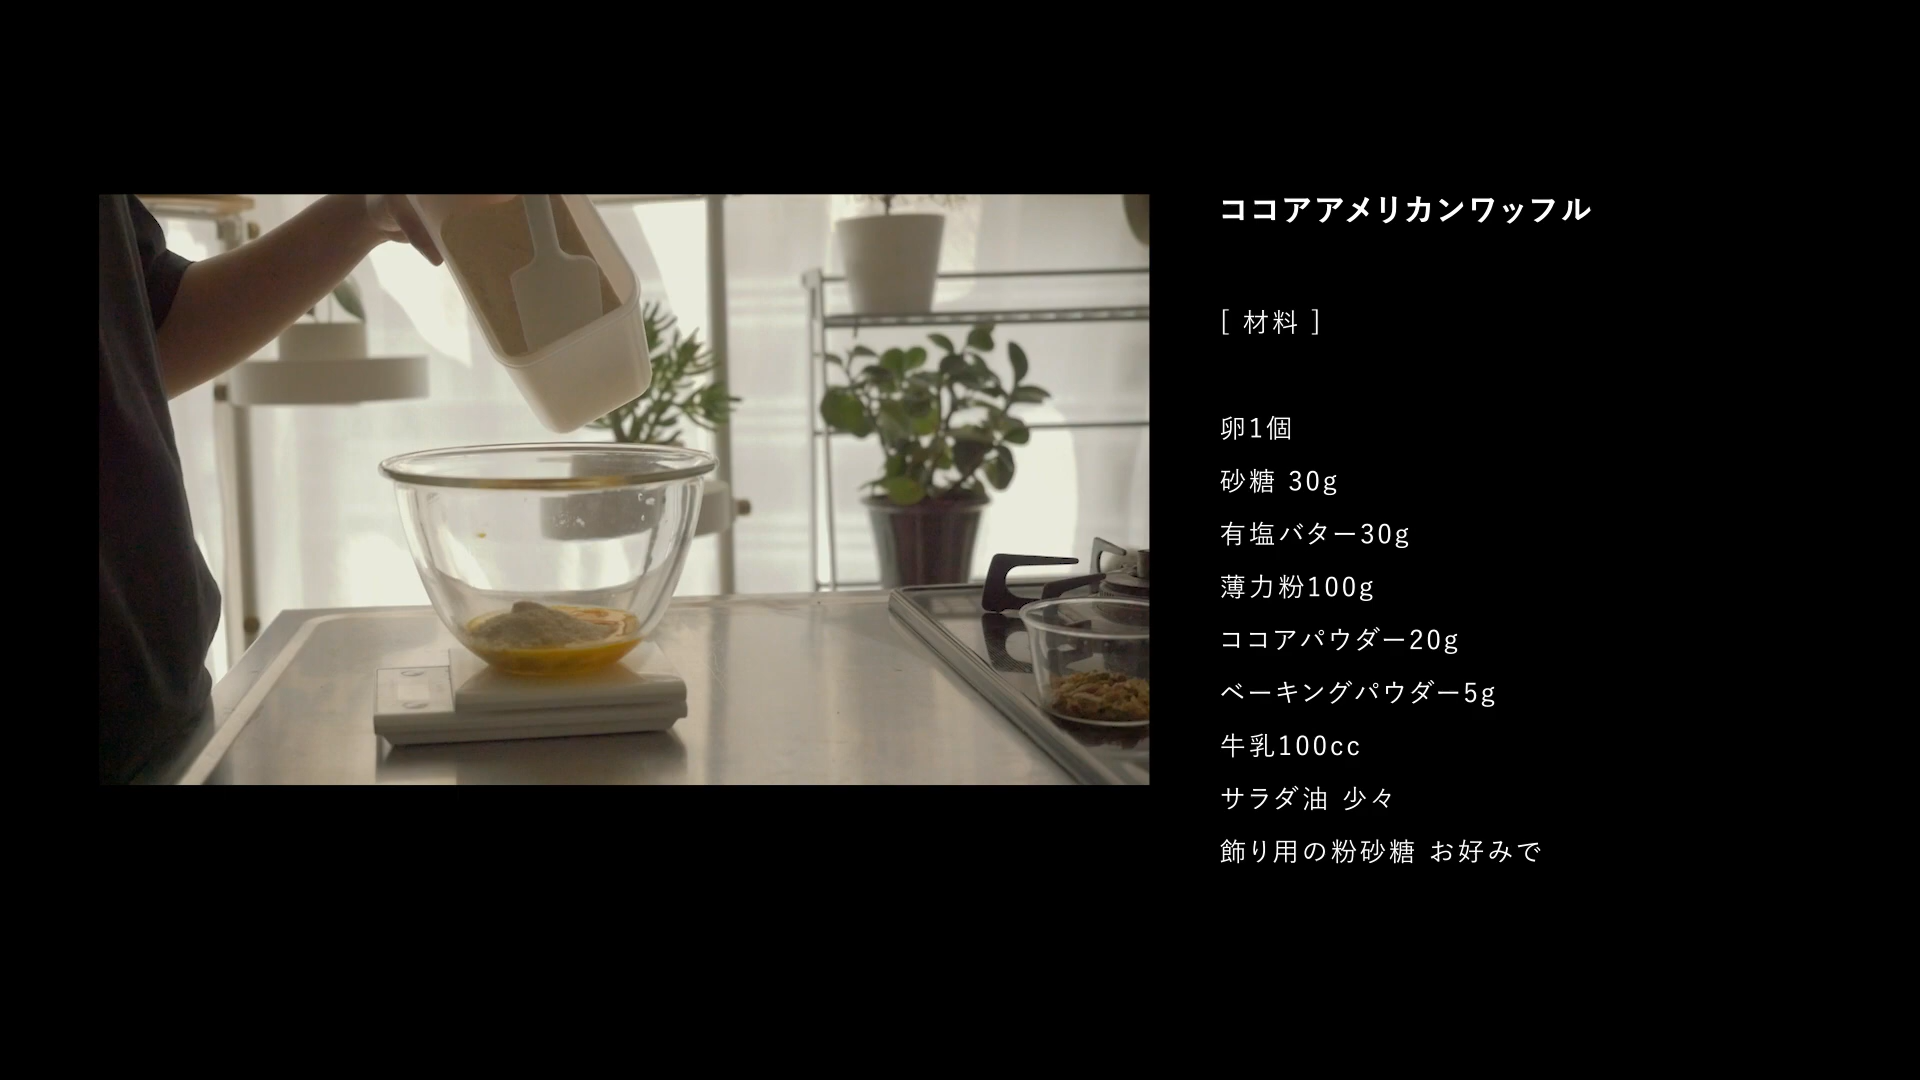 ココアアメリカンワッフル
[ 材料 ]
卵1個
砂糖 30g
有塩バター30g
薄力粉100g
ココアパウダー20g
ベーキングパウダー5g
牛乳100cc
サラダ油 少々
飾り用の粉砂糖 お好みで